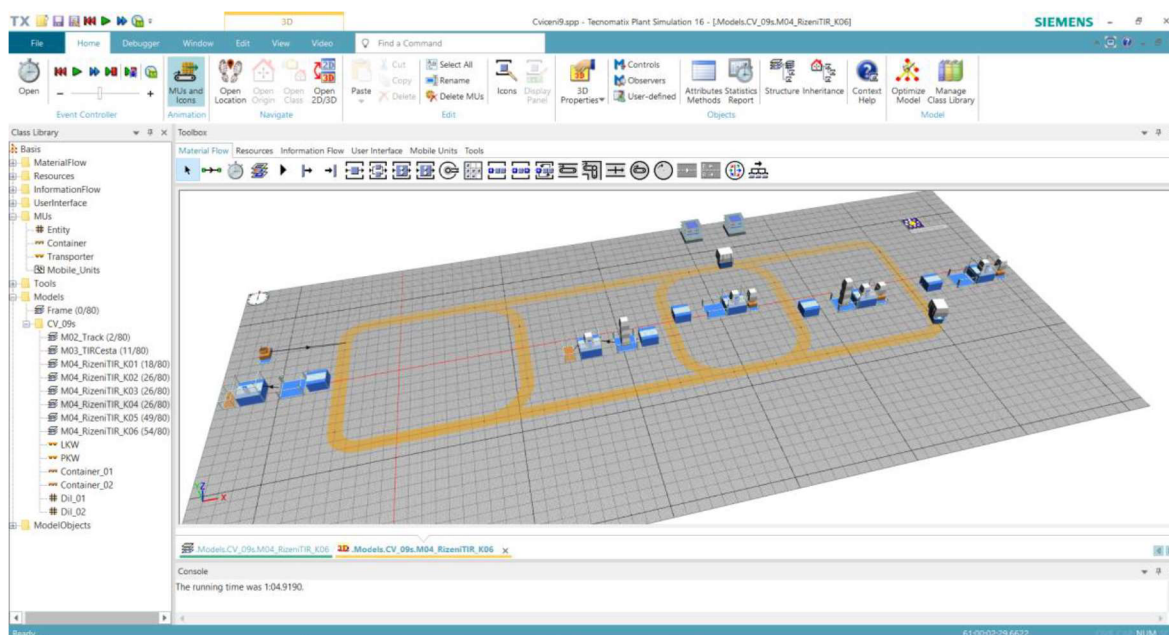 TX
3D
Cviceni9.spp - Tecnomatix Plant Simulation 16 - [.Models.CV_09s.M04_RizeniTIR_K06]
SIEMENS
File Home Debugger Window Edit View Video Find a Command
Open
MUs and Icons
Open Location
Open Origin
Open Class
Open 2D/3D
Paste
Cut
Copy
Delete
Select All
Rename
Delete MUs
Icons
Display Panel
3D Properties
Controls
Observers
User-defined
Attributes Methods
Statistics Report
Structure
Inheritance
Context Help
Optimize Model
Manage Class Library
Event Controller Animation Navigate Edit Objects Model
Class Library
Toolbox
Material Flow Resources Information Flow User Interface Mobile Units Tools
Basis
MaterialFlow
Resources
InformationFlow
UserInterface
MUs
Entity
Container
Transporter
Mobile_Units
Tools
Models
Frame (0/80)
CV_09s
M02_Track (2/80)
M03_TIRCesta (11/80)
M04_RizeniTIR_K01 (18/80)
M04_RizeniTIR_K02 (26/80)
M04_RizeniTIR_K03 (26/80)
M04_RizeniTIR_K04 (26/80)
M04_RizeniTIR_K05 (49/80)
M04_RizeniTIR_K06 (54/80)
LKW
PKW
Container_01
Container_02
Dil_01
Dil_02
ModelObjects
Z
X
.Models.CV_09s.M04_RizeniTIR_K06
3D .Models.CV_09s.M04_RizeniTIR_K06 x
Console
The running time was 1:04.9190.
Ready
61:00:02:29.6622
NUM